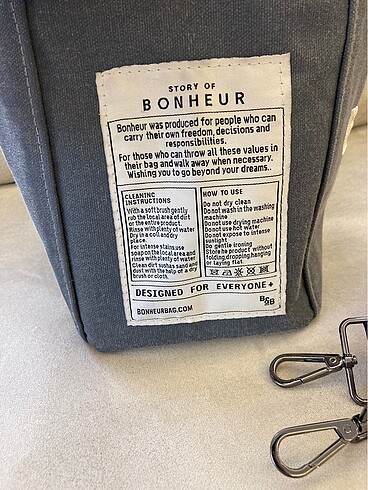 STORY OF
BONHEUR
Bonheur was produced for people who can
carry their own freedom, decisions and
responsibilities.
For those who can throw all these values in
their bag and walk away when necessary.
Wishing you to go beyond your dreams..
CLEANING
INSTRUCTIONS
With a soft brush gently
rub the local area of dirt
or the entire product.
Rinse with plenty of water
Dry in a cool and dry
place.
For intense stains use
soap on the local area and
rinse with plenty of water
Clean dirt such as sand and
dust with the help of a dry
brush or cloth.
HOW TO USE
Do not dry clean
Do not wash in the washing
machine
Do not use drying machine
Do not use hot water
Do not expose to intense
sunlight.
Do gentle ironing
Store he product without
folding, dropping, hanging
or laying flat.
DESIGNED FOR EVERYONE +
BONHEURBAG.COM